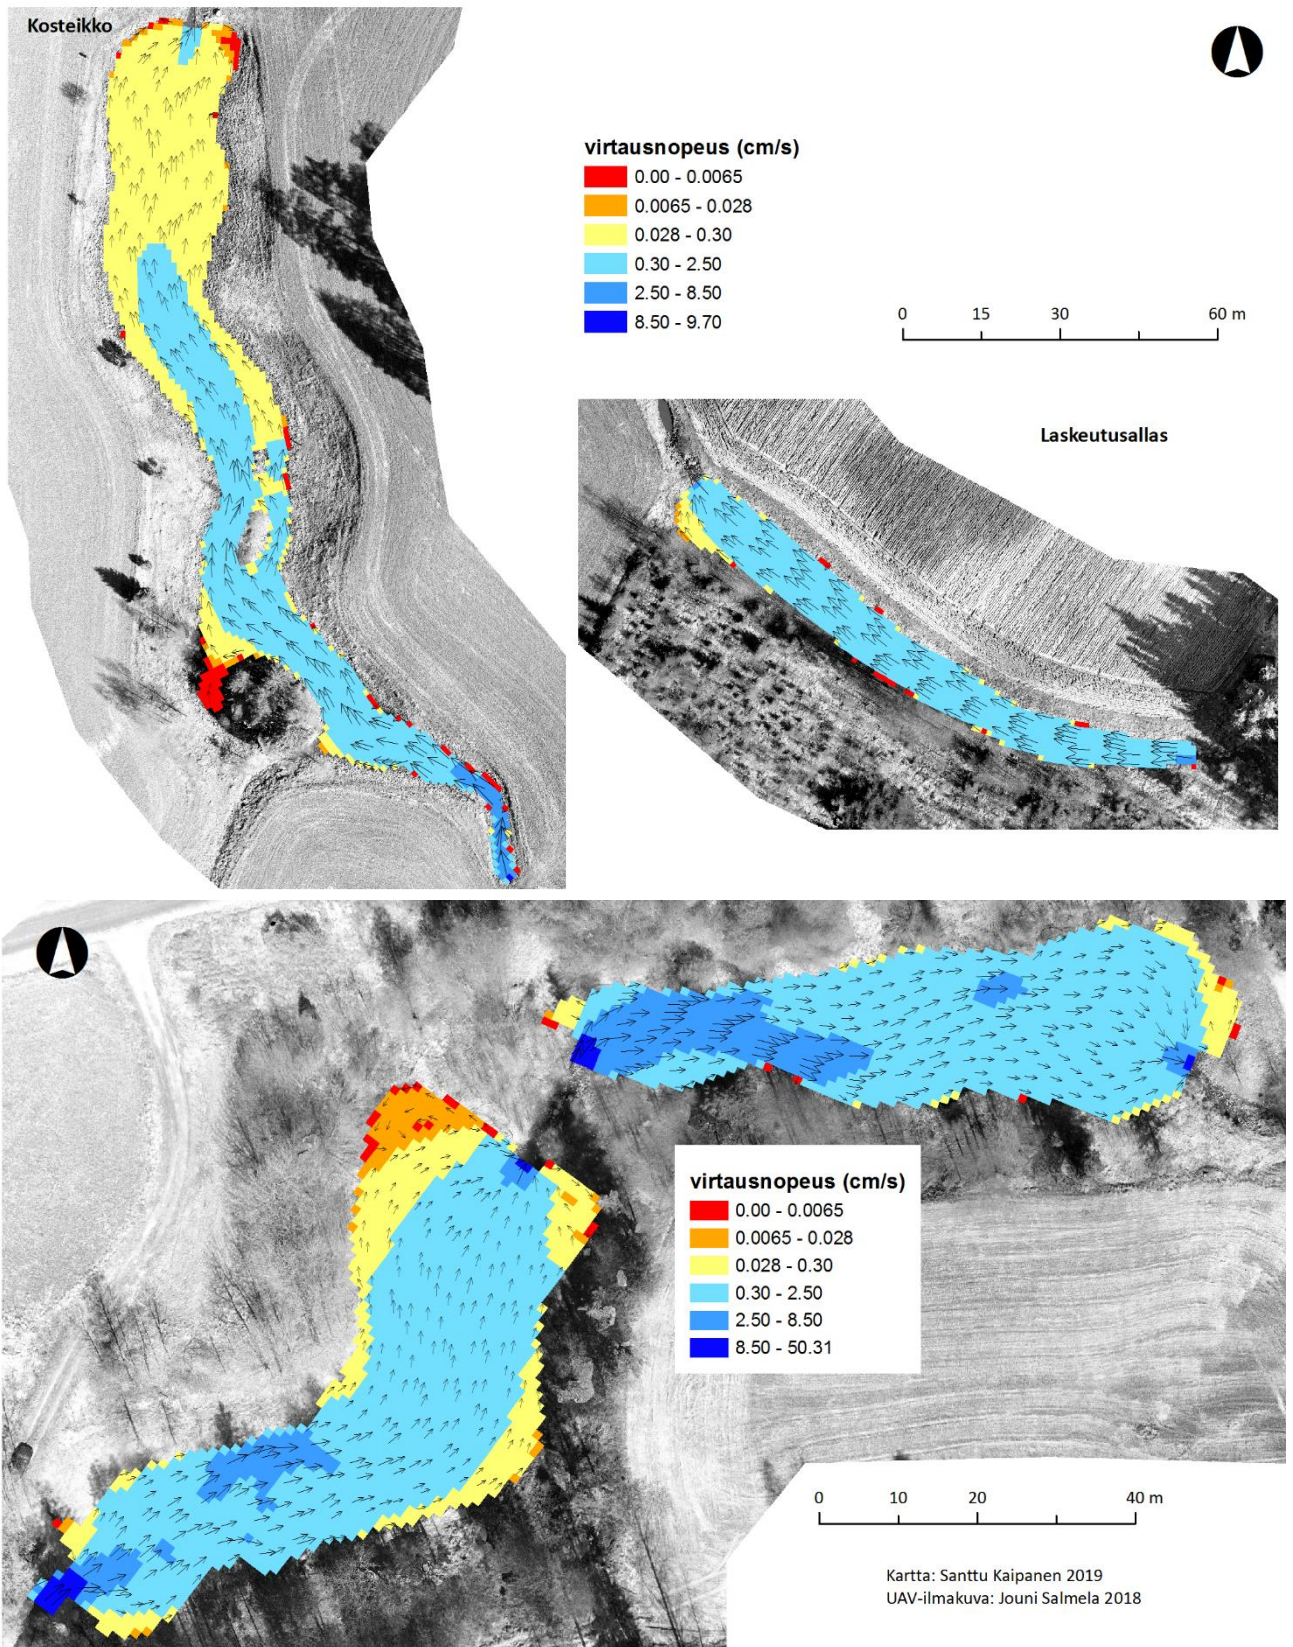 Kosteikko
virtausnopeus (cm/s)
0.00 - 0.0065
0.0065 - 0.028
0.028 - 0.30
0.30 - 2.50
2.50 - 8.50
8.50 - 9.70
0 15 30 60 m
Laskeutusallas
virtausnopeus (cm/s)
0.00 - 0.0065
0.0065 - 0.028
0.028 - 0.30
0.30 - 2.50
2.50 - 8.50
8.50 - 50.31
0 10 20 40 m
Kartta: Santtu Kaipanen 2019
UAV-ilmakuva: Jouni Salmela 2018